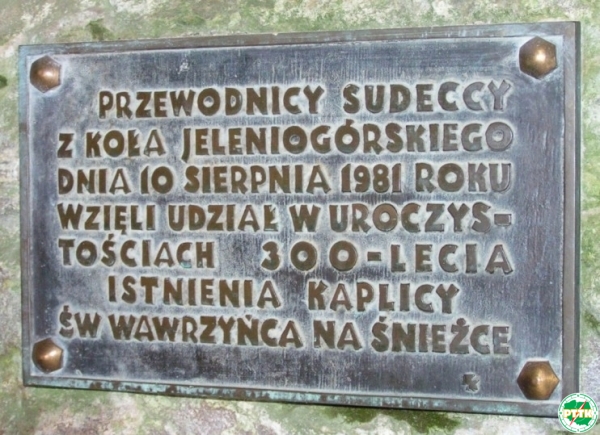 PRZEWODNICY SUDECCY
Z KOŁA JELENIOGÓRSKIEGO
DNIA 10 SIERPNIA 1981 ROKU
WZIĘLI UDZIAŁ W UROCZYS-
TOŚCIACH 300-LECIA
ISTNIENIA KAPLICY
ŚW WAWRZYŃCA NA ŚNIEŻCE
PTTK